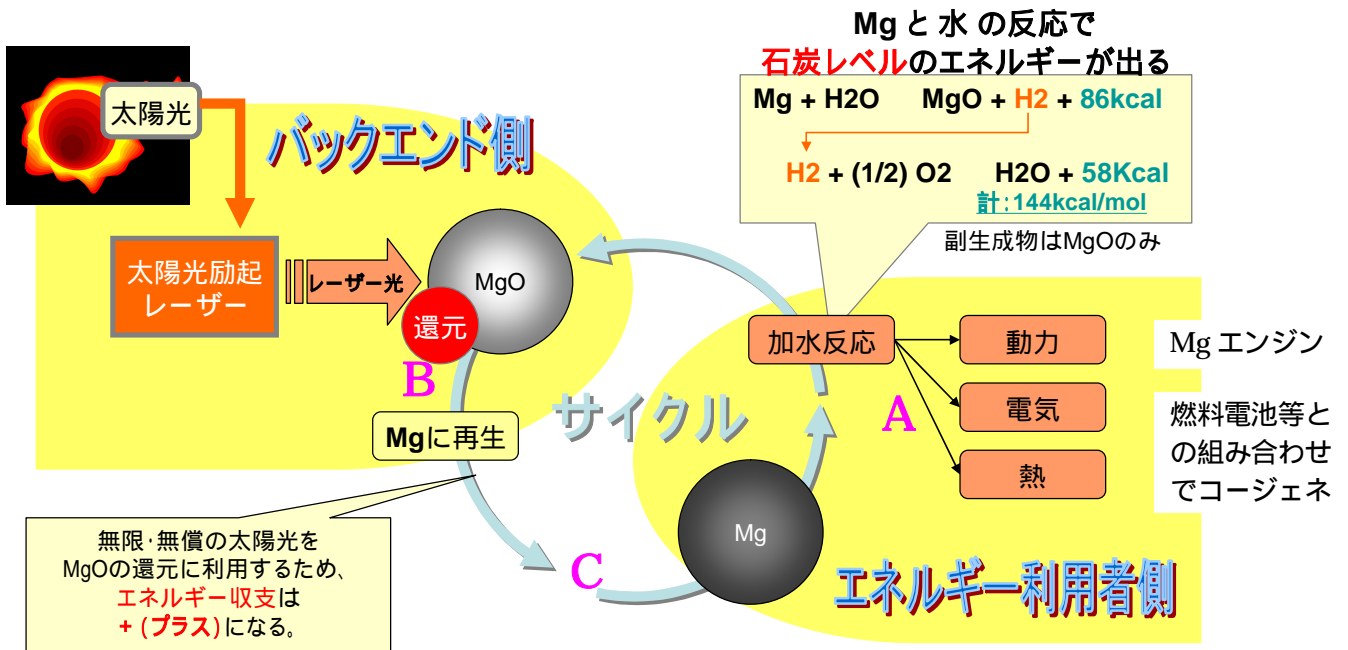 Mg と 水 の反応で
石炭レベルのエネルギーが出る
Mg + H2O MgO + H2 + 86kcal
H2 + (1/2) O2 H2O + 58Kcal
計：144kcal/mol
副生成物はMgOのみ
太陽光
バックエンド側
太陽光励起
レーザー
レーザー光
MgO
還元
B
Mgに再生
サイクル
無限・無償の太陽光を
MgOの還元に利用するため、
エネルギー収支は
+ (プラス)になる。
C
Mg
A
加水反応
動力
電気
熱
Mg エンジン
燃料電池等と
の組み合わせ
でコージェネ
エネルギー利用者側